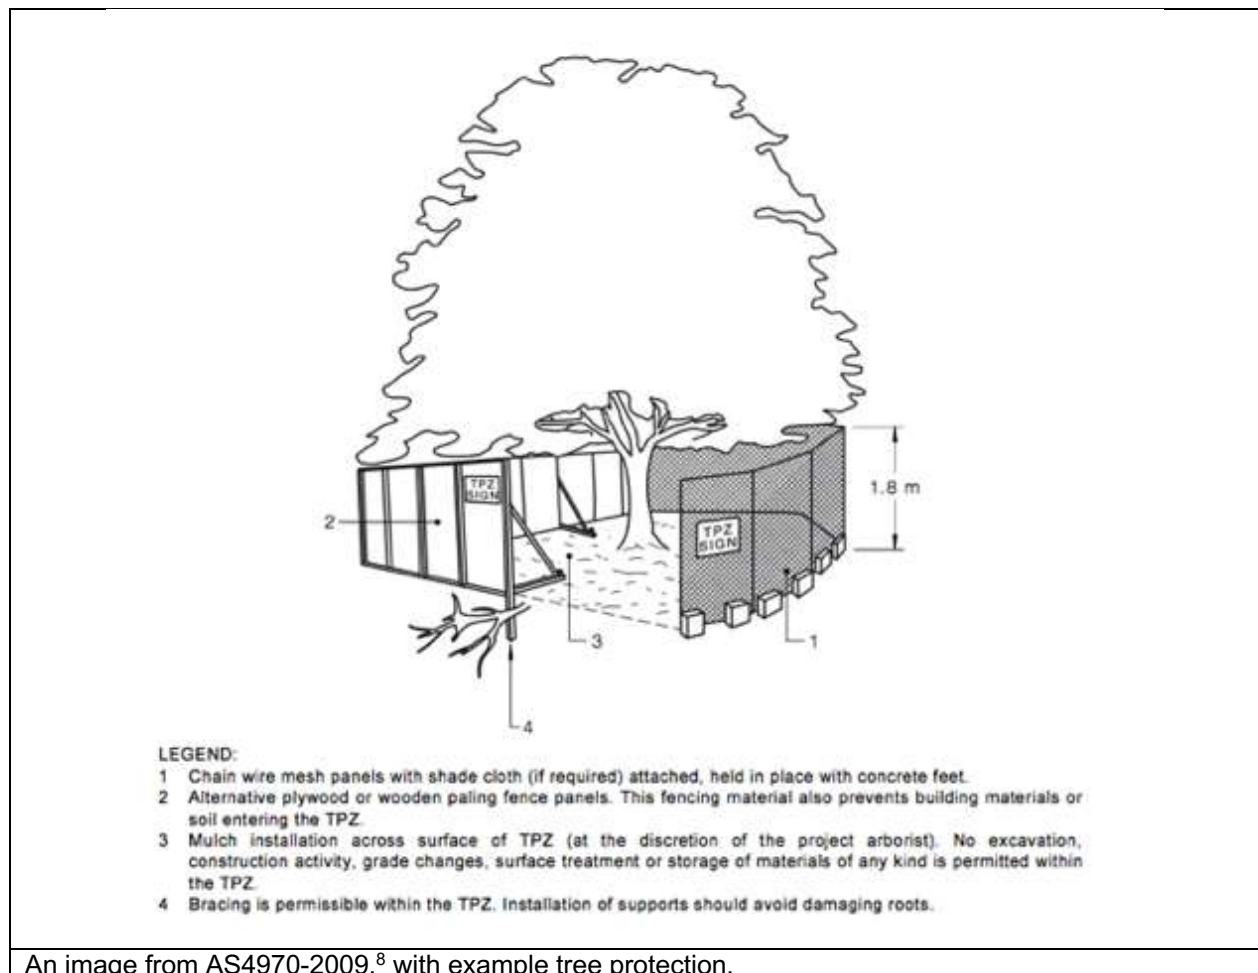 TPZ
SIGN
TPZ
SIGN
1.8 m
2
3
1
4
LEGEND:
1 Chain wire mesh panels with shade cloth (if required) attached, held in place with concrete feet.
2 Alternative plywood or wooden paling fence panels. This fencing material also prevents building materials or
soil entering the TPZ.
3 Mulch installation across surface of TPZ (at the discretion of the project arborist). No excavation,
construction activity, grade changes, surface treatment or storage of materials of any kind is permitted within
the TPZ.
4 Bracing is permissible within the TPZ. Installation of supports should avoid damaging roots.
An image from AS4970-2009,⁸ with example tree protection.